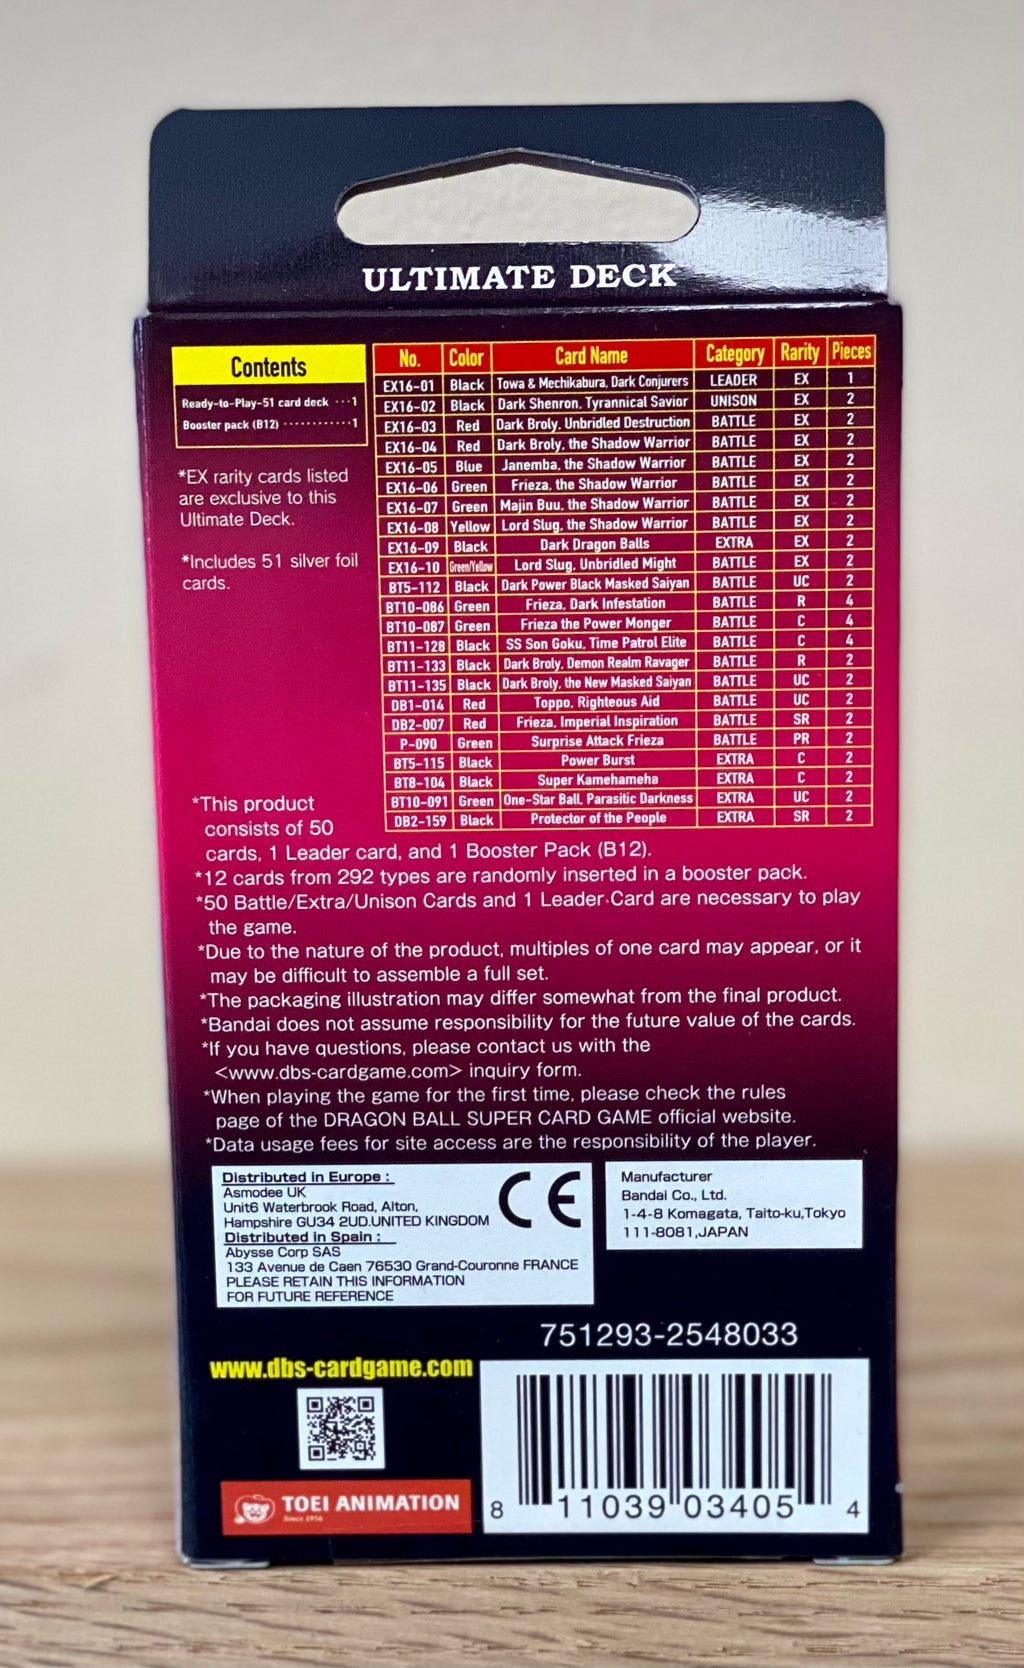 ULTIMATE DECK
Contents
Ready-to-Play-51 card deck ···1
Booster pack (B12) ············1
*EX rarity cards listed
are exclusive to this
Ultimate Deck.
*Includes 51 silver foil
cards.
No. Color Card Name Category Rarity Pieces
EX16-01 Black Towa & Mechikabura, Dark Conjurers LEADER EX 1
EX16-02 Black Dark Shenron, Tyrannical Savior UNISON EX 2
EX16-03 Red Dark Broly, Unbridled Destruction BATTLE EX 2
EX16-04 Red Dark Broly, the Shadow Warrior BATTLE EX 2
EX16-05 Blue Janemba, the Shadow Warrior BATTLE EX 2
EX16-06 Green Frieza, the Shadow Warrior BATTLE EX 2
EX16-07 Green Majin Buu, the Shadow Warrior BATTLE EX 2
EX16-08 Yellow Lord Slug, the Shadow Warrior BATTLE EX 2
EX16-09 Black Dark Dragon Balls EXTRA EX 2
EX16-10 Green/Yellow Lord Slug, Unbridled Might BATTLE EX 2
BT5-112 Black Dark Power Black Masked Saiyan BATTLE UC 2
BT10-086 Green Frieza, Dark Infestation BATTLE R 4
BT10-087 Green Frieza the Power Monger BATTLE C 4
BT11-128 Black SS Son Goku, Time Patrol Elite BATTLE C 4
BT11-133 Black Dark Broly, Demon Realm Ravager BATTLE R 2
BT11-135 Black Dark Broly, the New Masked Saiyan BATTLE UC 2
DB1-014 Red Toppo, Righteous Aid BATTLE UC 2
DB2-007 Red Frieza, Imperial Inspiration BATTLE SR 2
P-090 Green Surprise Attack Frieza BATTLE PR 2
BT5-115 Black Power Burst EXTRA C 2
BT8-104 Black Super Kamehameha EXTRA C 2
BT10-091 Green One-Star Ball, Parasitic Darkness EXTRA UC 2
DB2-159 Black Protector of the People EXTRA SR 2
*This product
consists of 50
cards, 1 Leader card, and 1 Booster Pack (B12).
*12 cards from 292 types are randomly inserted in a booster pack.
*50 Battle/Extra/Unison Cards and 1 Leader Card are necessary to play
the game.
*Due to the nature of the product, multiples of one card may appear, or it
may be difficult to assemble a full set.
*The packaging illustration may differ somewhat from the final product.
*Bandai does not assume responsibility for the future value of the cards.
*If you have questions, please contact us with the
<www.dbs-cardgame.com> inquiry form.
*When playing the game for the first time, please check the rules
page of the DRAGON BALL SUPER CARD GAME official website.
*Data usage fees for site access are the responsibility of the player.
Distributed in Europe :
Asmodee UK
Unit6 Waterbrook Road, Alton,
Hampshire GU34 2UD.UNITED KINGDOM
Distributed in Spain :
Abysse Corp SAS
133 Avenue de Caen 76530 Grand-Couronne FRANCE
PLEASE RETAIN THIS INFORMATION
FOR FUTURE REFERENCE
CE
Manufacturer
Bandai Co., Ltd.
1-4-8 Komagata, Taito-ku,Tokyo
111-8081,JAPAN
751293-2548033
www.dbs-cardgame.com
TOEI ANIMATION
Since 1956
8 11039 03405 4